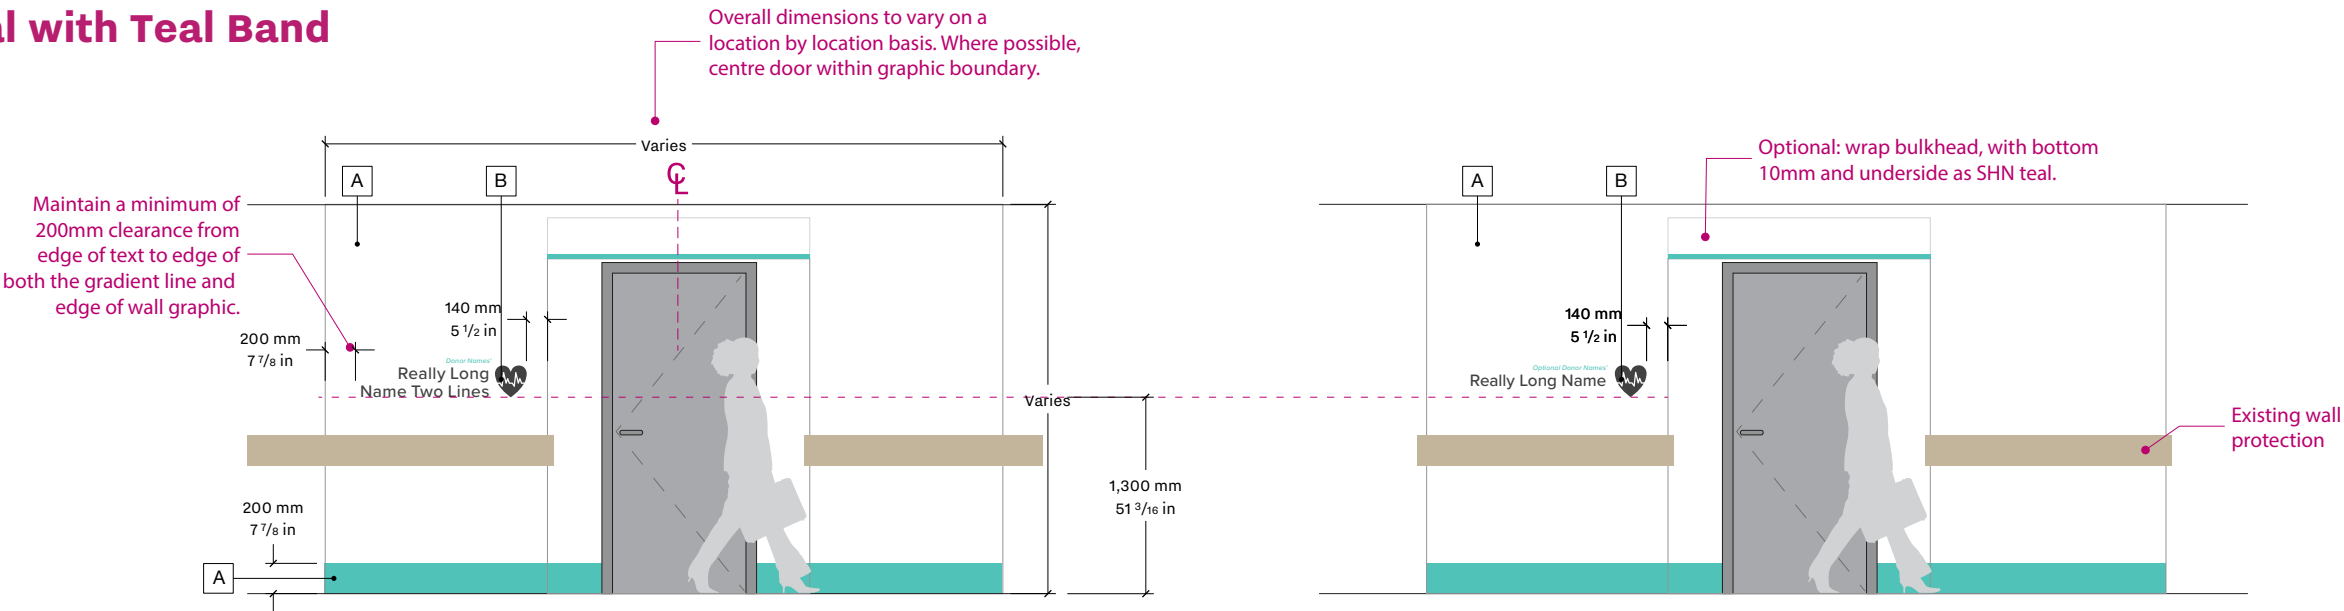 l with Teal Band
Overall dimensions to vary on a
location by location basis. Where possible,
centre door within graphic boundary.
Varies
A
B
CL
Maintain a minimum of
200mm clearance from
edge of text to edge of
both the gradient line and
edge of wall graphic.
140 mm
5 1/2 in
200 mm
7 7/8 in
Donor Names'
Really Long
Name Two Lines
Varies
1,300 mm
51 3/16 in
200 mm
7 7/8 in
A
A
B
Optional: wrap bulkhead, with bottom
10mm and underside as SHN teal.
140 mm
5 1/2 in
Optional Donor Names'
Really Long Name
Existing wall
protection